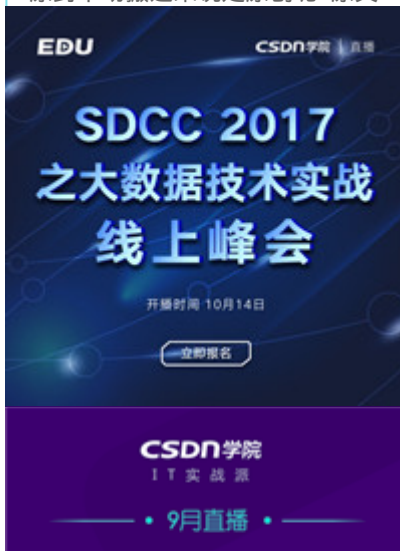 EDU
CSDN学院 | 直播
SDCC 2017
之大数据技术实战
线上峰会
开播时间 10月14日
立即报名
CSDN学院
IT实战派
• 9月直播 •